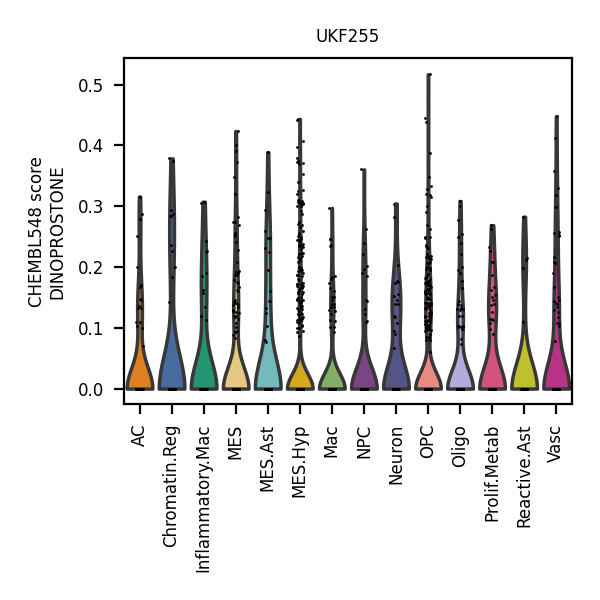 UKF255
CHEMBL548 score
DINOPROSTONE
0.5
0.4
0.3
0.2
0.1
0.0
AC
Chromatin.Reg
Inflammatory.Mac
MES
MES.Ast
MES.Hyp
Mac
NPC
Neuron
OPC
Oligo
Prolif.Metab
Reactive.Ast
Vasc